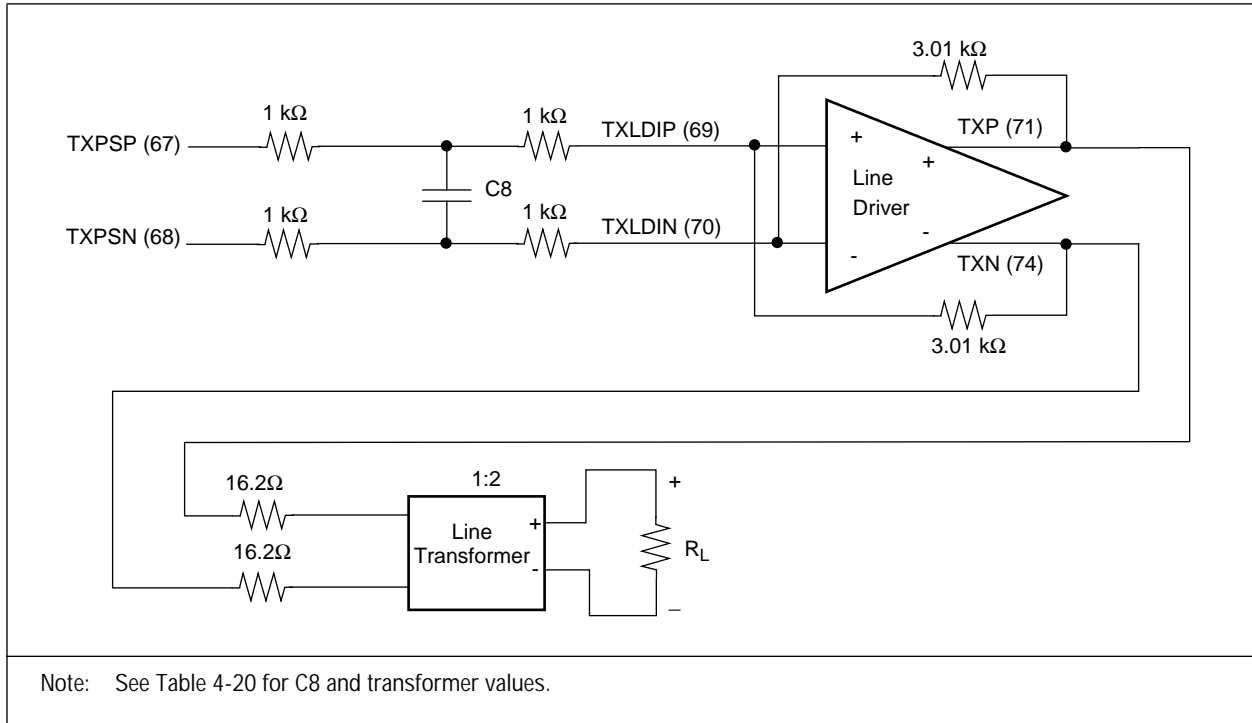 3.01 kΩ
1 kΩ
1 kΩ
TXPSP (67)
TXLDIP (69)
TXP (71)
+
+
C8
Line
Driver
1 kΩ
1 kΩ
TXPSN (68)
TXLDIN (70)
-
-
TXN (74)
3.01 kΩ
1:2
16.2Ω
+
+
Line
Transformer
16.2Ω
RL
-
–
Note: See Table 4-20 for C8 and transformer values.